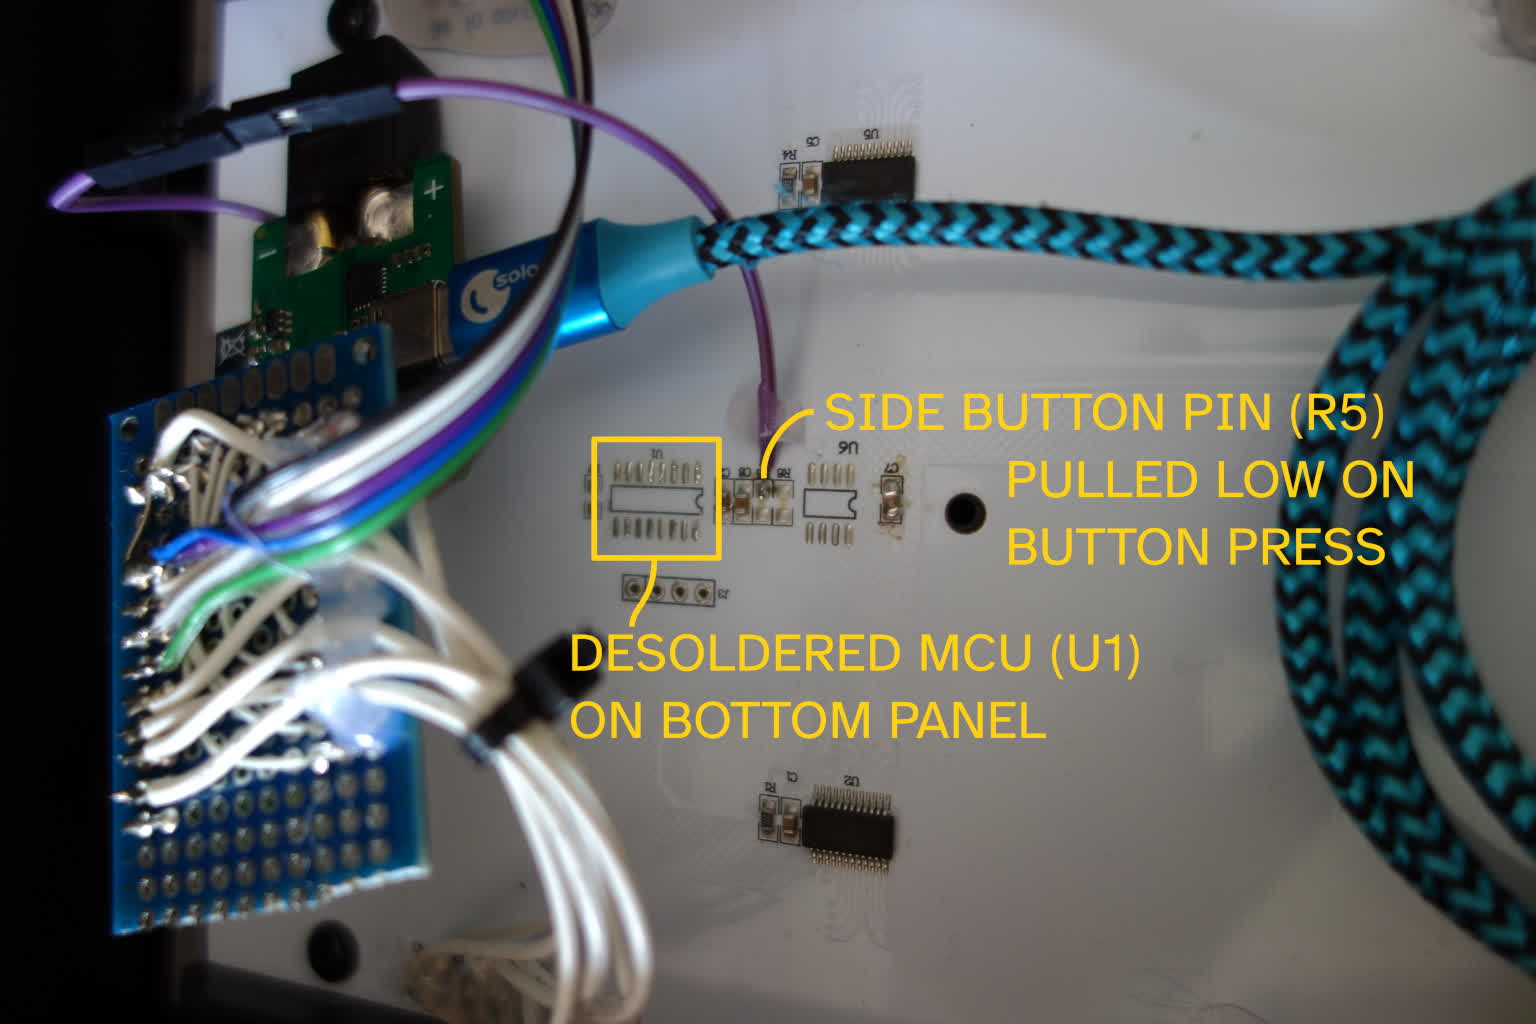 U5
C5
R4
+
solo
SIDE BUTTON PIN (R5)
PULLED LOW ON
BUTTON PRESS
U1
C8
R8
U6
C7
J3
DESOLDERED MCU (U1)
ON BOTTOM PANEL
R1
C1
U2